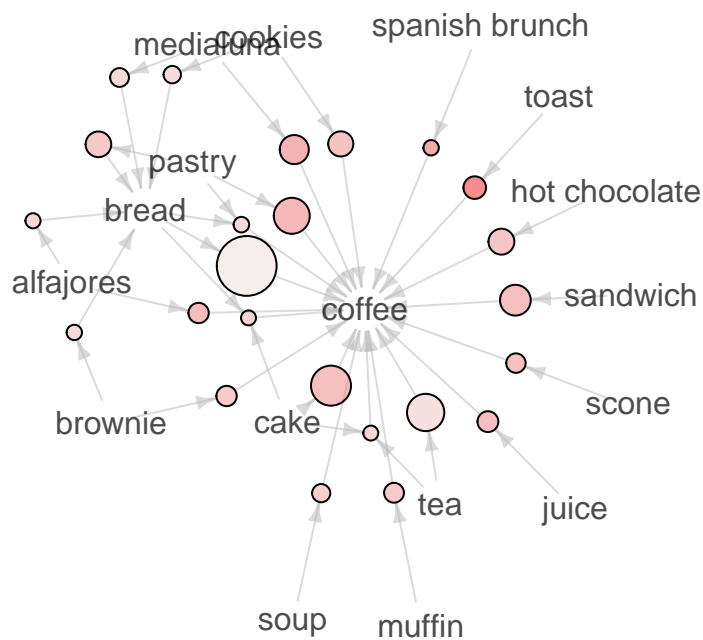 spanish brunch
cookies
medialuna
toast
pastry
hot chocolate
bread
alfajores
sandwich
coffee
scone
brownie
cake
tea
juice
soup
muffin